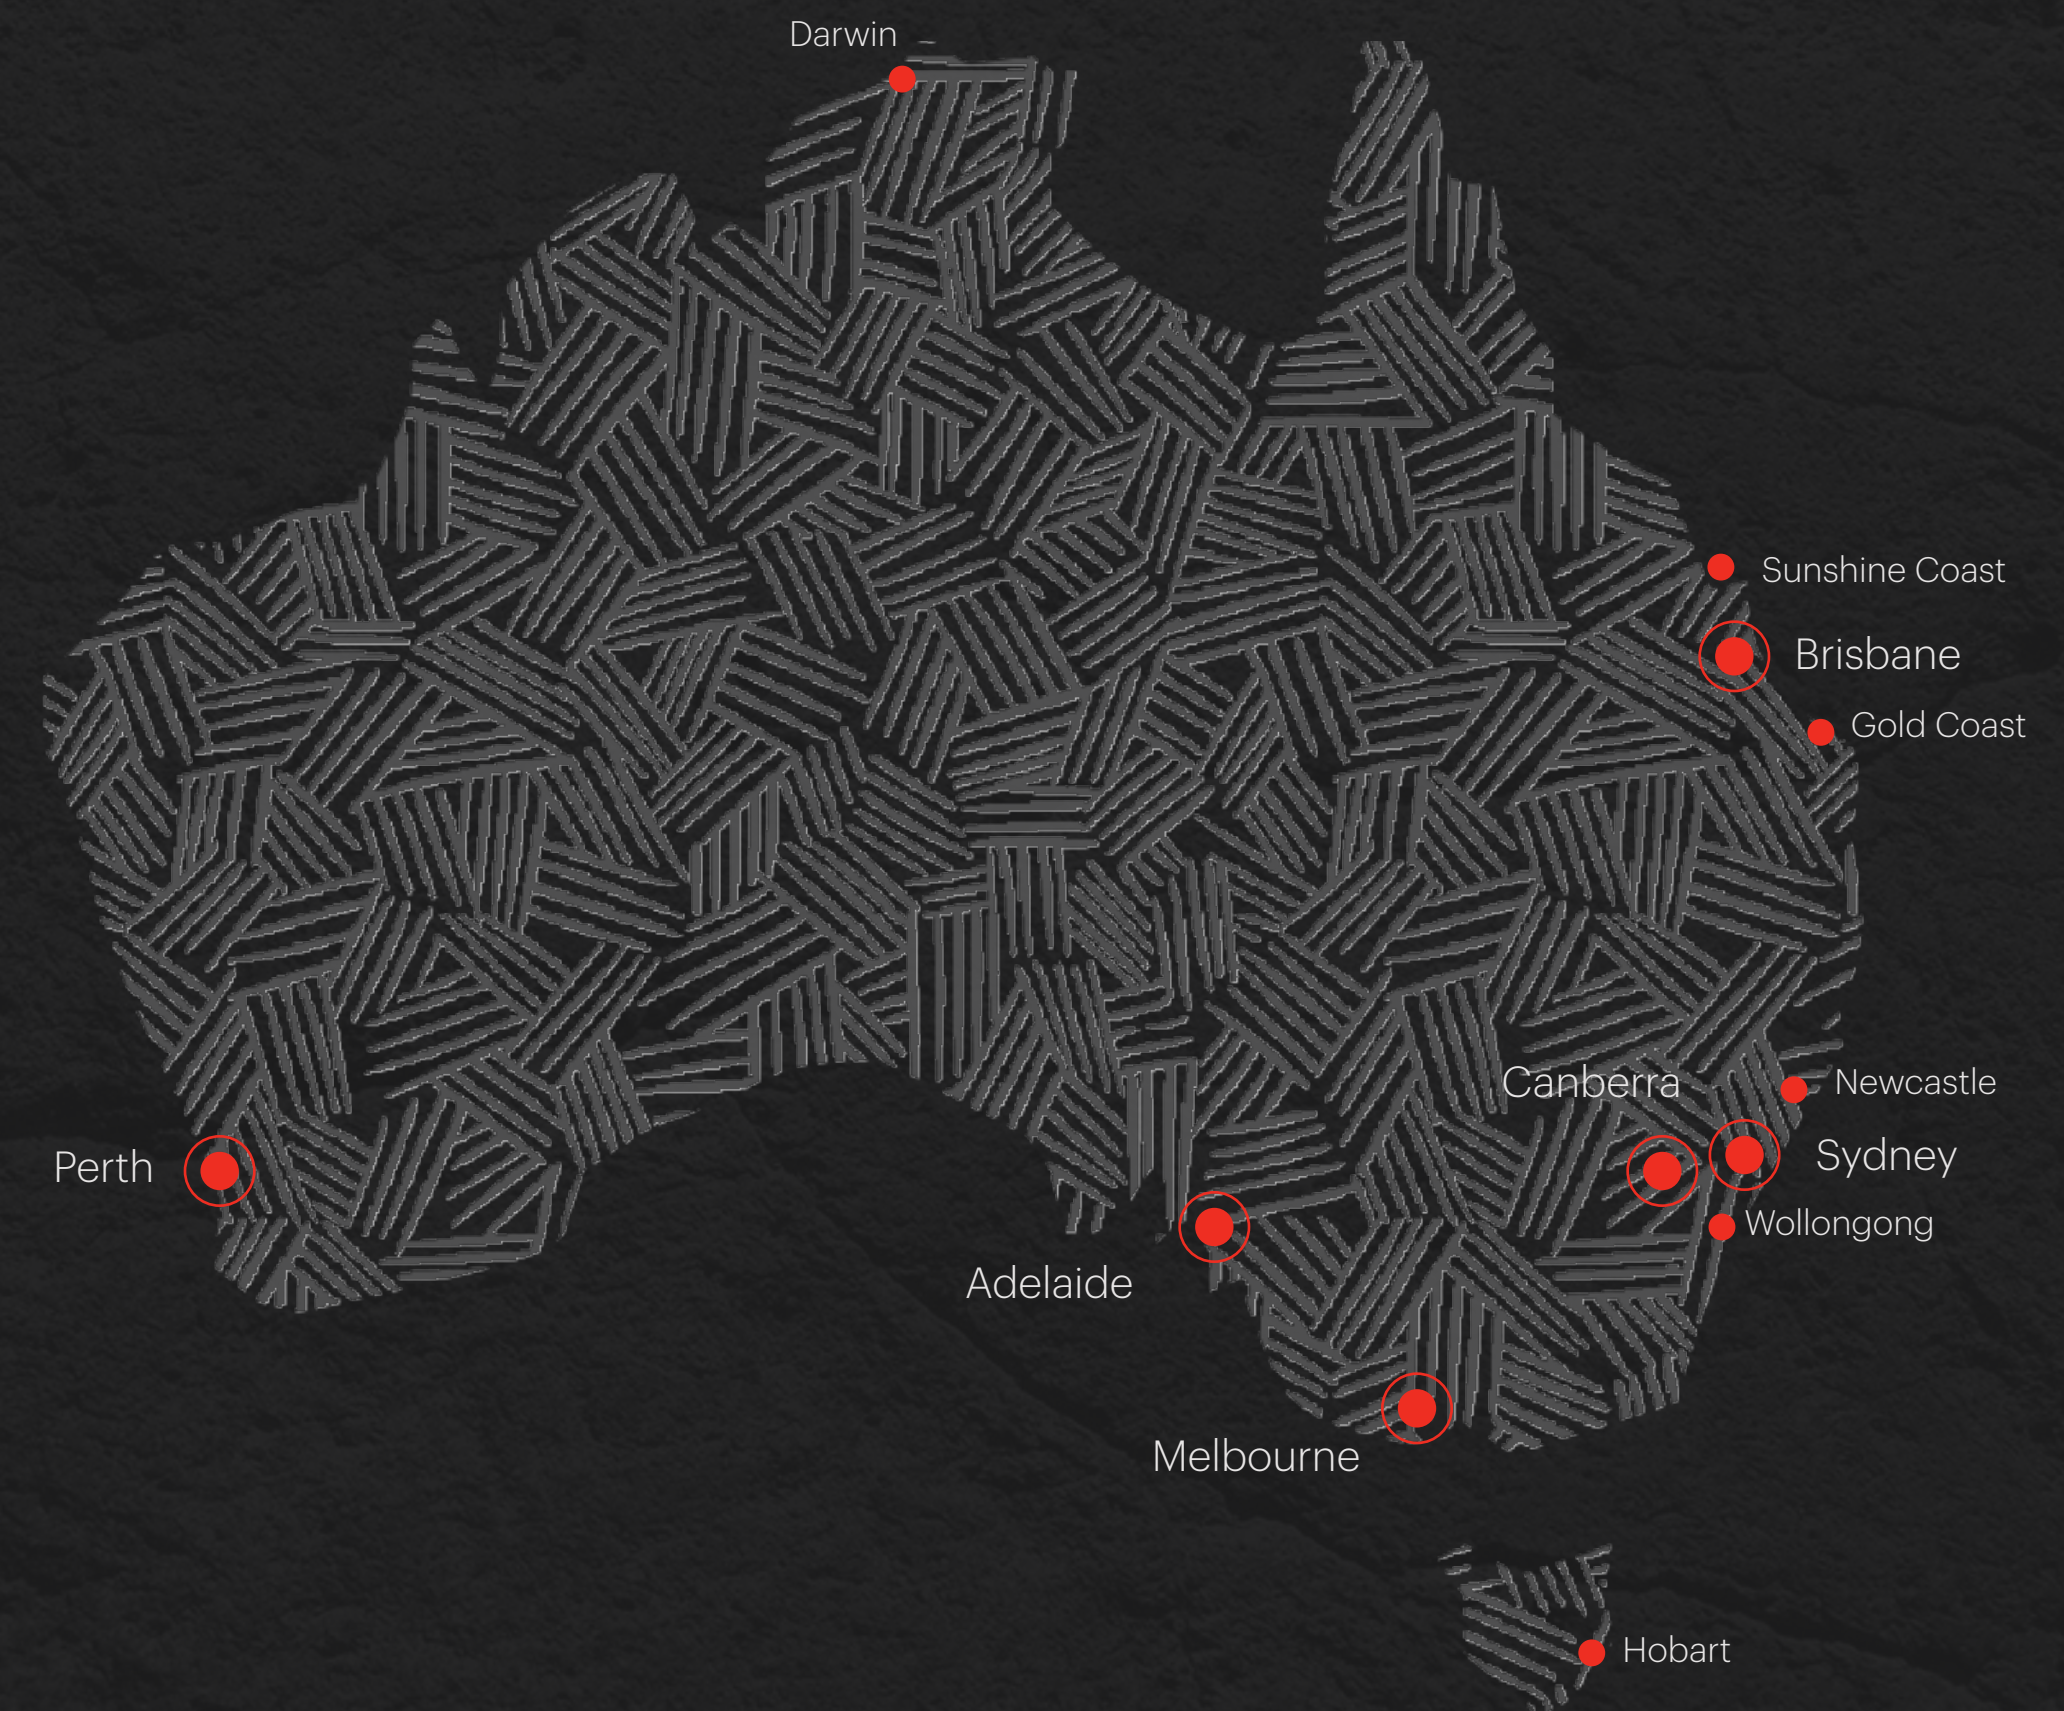 Darwin
Sunshine Coast
Brisbane
Gold Coast
Canberra
Newcastle
Perth
Sydney
Wollongong
Adelaide
Melbourne
Hobart